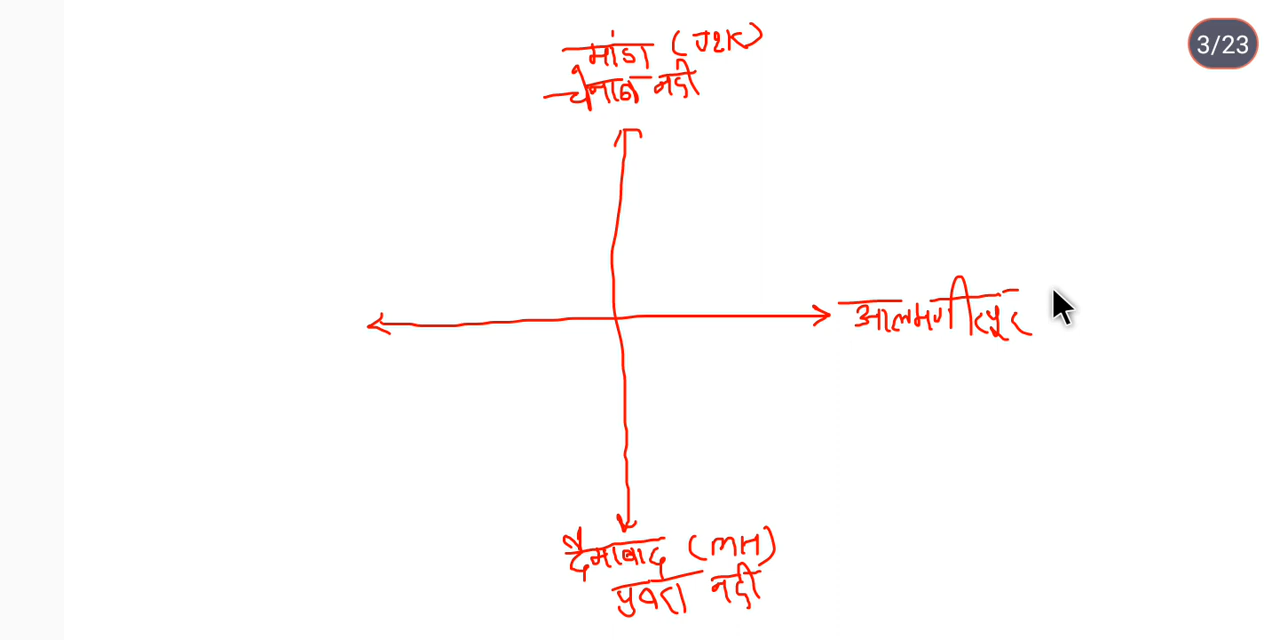 3/23
मांडा (J&K)
चेनाब नदी
आलमगीरपुर
दैमाबाद (MH)
प्रवरा नदी